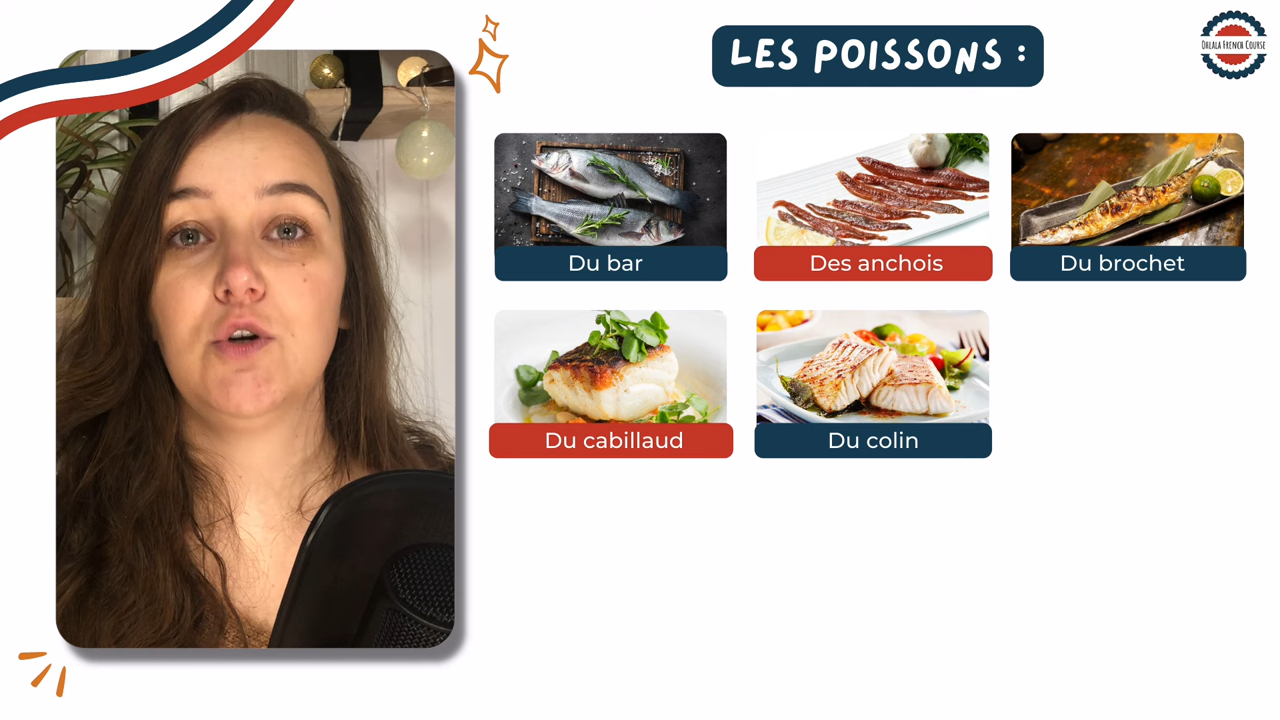 LES POISSONS :
OHLALA FRENCH COURSE
Du bar
Des anchois
Du brochet
Du cabillaud
Du colin